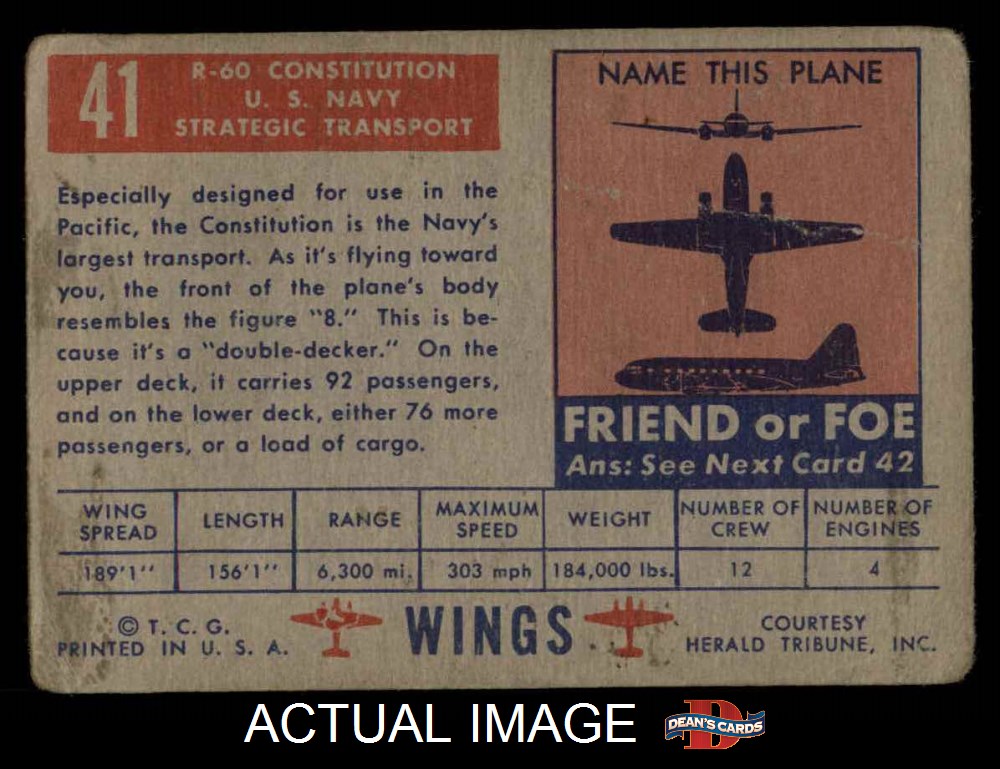 41
R-60 CONSTITUTION
U. S. NAVY
STRATEGIC TRANSPORT
Especially designed for use in the
Pacific, the Constitution is the Navy's
largest transport. As it's flying toward
you, the front of the plane's body
resembles the figure "8." This is be-
cause it's a "double-decker." On the
upper deck, it carries 92 passengers,
and on the lower deck, either 76 more
passengers, or a load of cargo.
NAME THIS PLANE
FRIEND or FOE
Ans: See Next Card 42
WING SPREAD
LENGTH
RANGE
MAXIMUM SPEED
WEIGHT
NUMBER OF CREW
NUMBER OF ENGINES
189'1''
156'1''
6,300 mi.
303 mph
184,000 lbs.
12
4
© T. C. G.
PRINTED IN U. S. A.
WINGS
COURTESY
HERALD TRIBUNE, INC.
ACTUAL IMAGE
D
DEAN'S CARDS